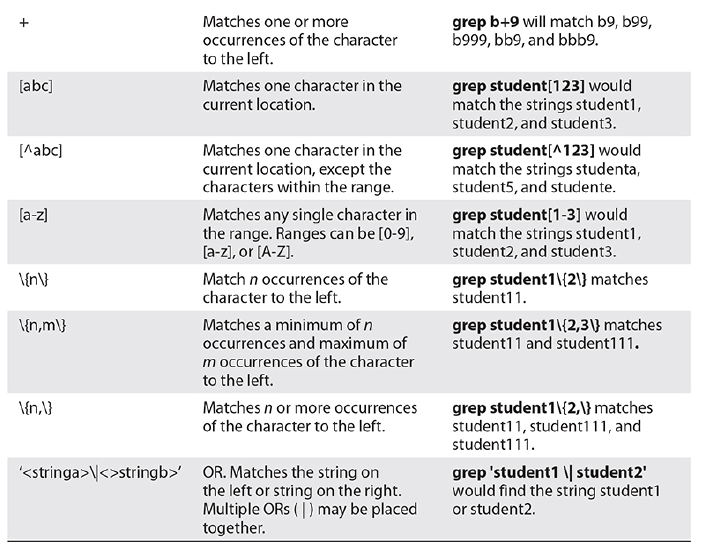 +
Matches one or more
occurrences of the character
to the left.
grep b+9 will match b9, b99,
b999, bb9, and bbb9.
[abc]
Matches one character in the
current location.
grep student[123] would
match the strings student1,
student2, and student3.
[^abc]
Matches one character in the
current location, except the
characters within the range.
grep student[^123] would
match the strings studenta,
student5, and studente.
[a-z]
Matches any single character in
the range. Ranges can be [0-9],
[a-z], or [A-Z].
grep student[1-3] would
match the strings student1,
student2, and student3.
\{n\}
Match n occurrences of the
character to the left.
grep student1\{2\} matches
student11.
\{n,m\}
Matches a minimum of n
occurrences and maximum of
m occurrences of the character
to the left.
grep student1\{2,3\} matches
student11 and student111.
\{n,\}
Matches n or more occurrences
of the character to the left.
grep student1\{2,\} matches
student11, student111, and
student111.
‘<stringa>\|<>stringb>’
OR. Matches the string on
the left or string on the right.
Multiple ORs ( | ) may be placed
together.
grep 'student1 \| student2'
would find the string student1
or student2.